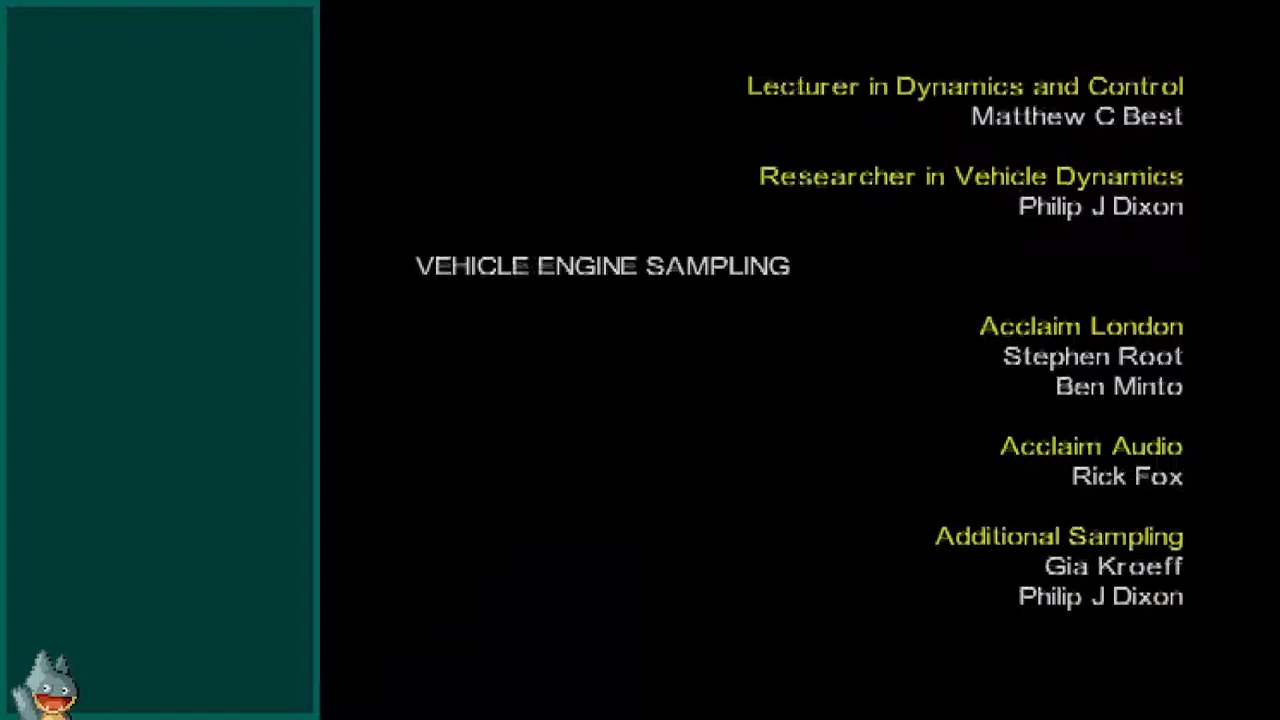 Lecturer in Dynamics and Control
Matthew C Best
Researcher in Vehicle Dynamics
Philip J Dixon
VEHICLE ENGINE SAMPLING
Acclaim London
Stephen Root
Ben Minto
Acclaim Audio
Rick Fox
Additional Sampling
Gia Kroeff
Philip J Dixon